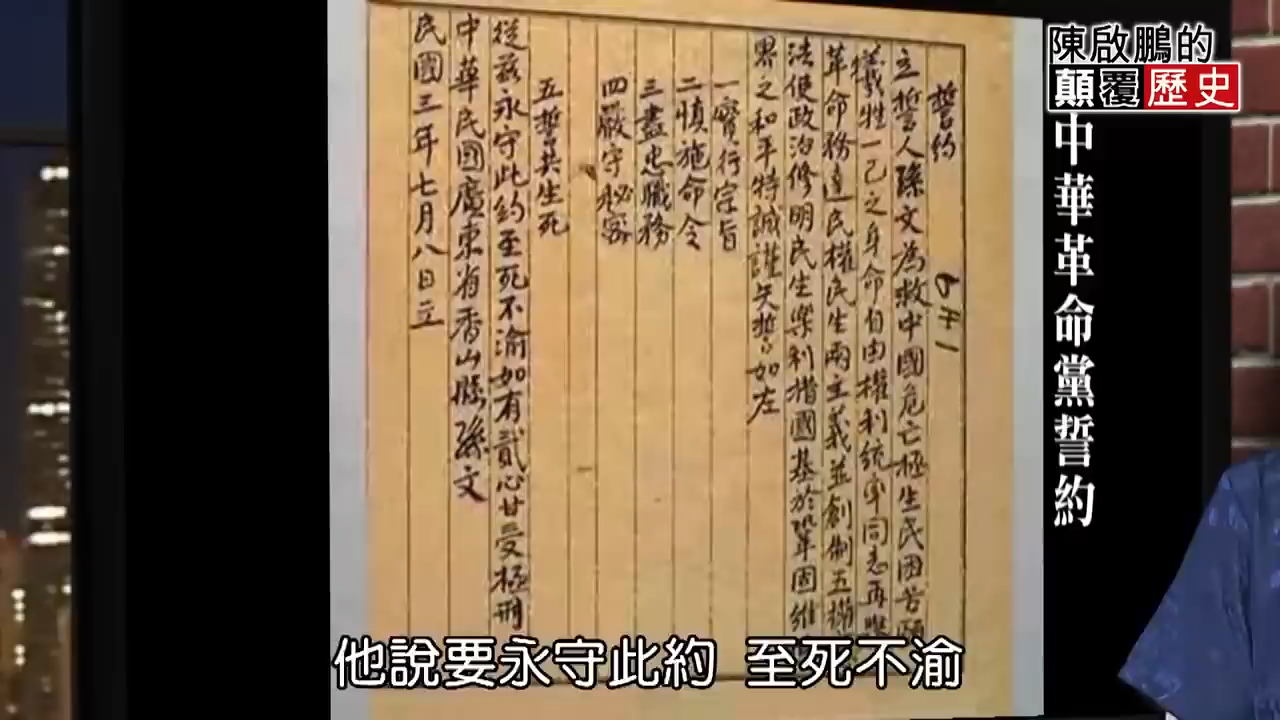 陳啟鵬的
顛覆歷史
中華革命黨誓約
誓約
立誓人孫文為救中國危亡拯生民困苦願
犧牲一己之身命自由權利統率同志再舉
革命務達民權民生兩主義並創制五權
法使政治修明民生樂利措國基於鞏固維
界之和平特誠謹矢誓如左
一實行宗旨
二慎施命令
三盡忠職務
四嚴守秘密
五誓共生死
從茲永守此約至死不渝如有貳心甘受極刑
中華民國廣東省香山縣孫文
民國三年七月八日立
他說要永守此約 至死不渝